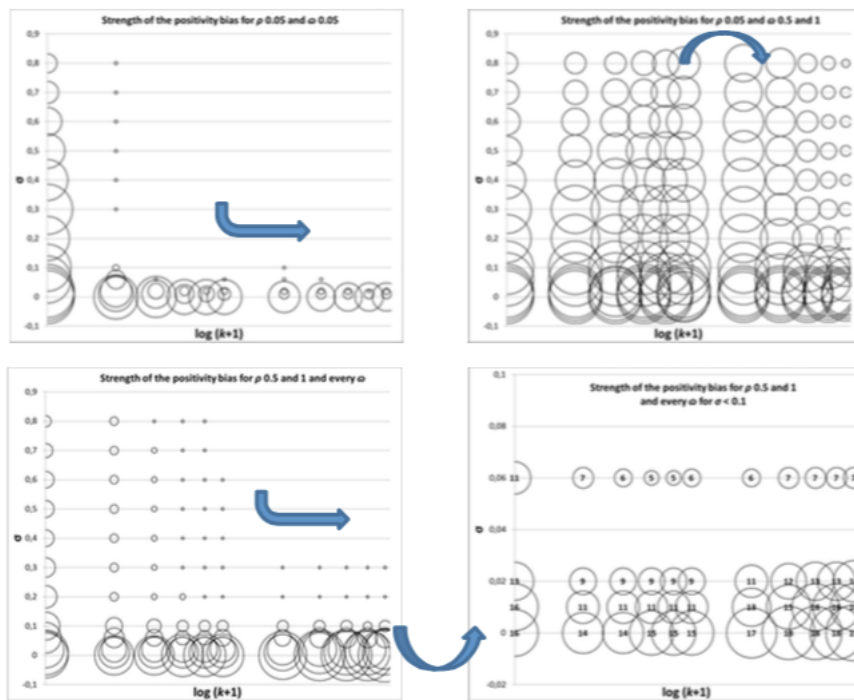 Strength of the positivity bias for ρ 0.05 and ω 0.05
0,9
0,8
0,7
0,6
0,5
0,4
0,3
0,2
0,1
0
-0,1
σ
log (k+1)
Strength of the positivity bias for ρ 0.05 and ω 0.5 and 1
0,9
0,8
0,7
0,6
0,5
0,4
0,3
0,2
0,1
0
-0,1
σ
log (k+1)
Strength of the positivity bias for ρ 0.5 and 1 and every ω
0,9
0,8
0,7
0,6
0,5
0,4
0,3
0,2
0,1
0
-0,1
σ
log (k+1)
Strength of the positivity bias for ρ 0.5 and 1
and every ω for σ < 0.1
0,1
0,08
0,06
0,04
0,02
0
-0,02
σ
11 7 6 5 5 6 6 7 7 7
13 9 9 9 9 9 11 12 13 13
16 11 11 11 11 11 13 15
16 14 14 15 15 15 17 18 18 18
log (k+1)